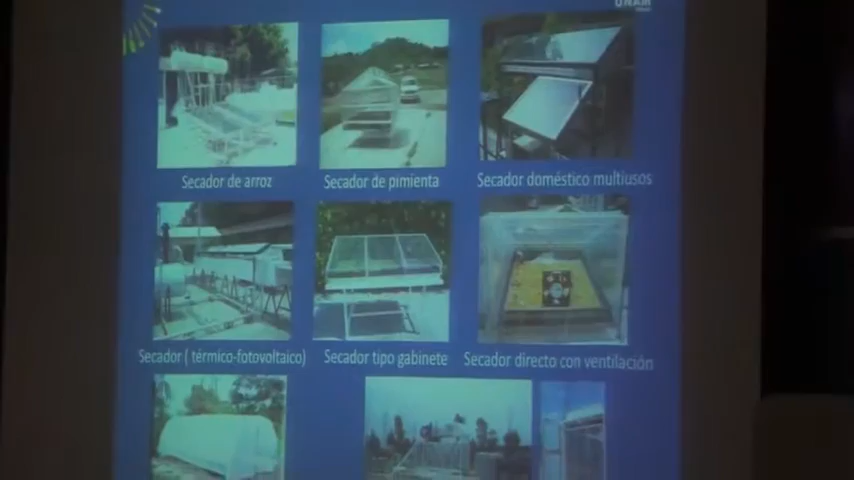 UNAM
Secador de arroz
Secador de pimienta
Secador doméstico multiusos
Secador ( térmico-fotovoltaico)
Secador tipo gabinete
Secador directo con ventilación